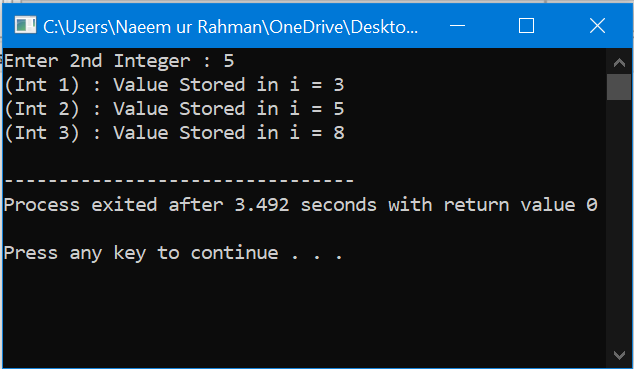 C:\Users\Naeem ur Rahman\OneDrive\Deskto...
Enter 2nd Integer : 5
(Int 1) : Value Stored in i = 3
(Int 2) : Value Stored in i = 5
(Int 3) : Value Stored in i = 8
--------------------------------
Process exited after 3.492 seconds with return value 0
Press any key to continue . . .